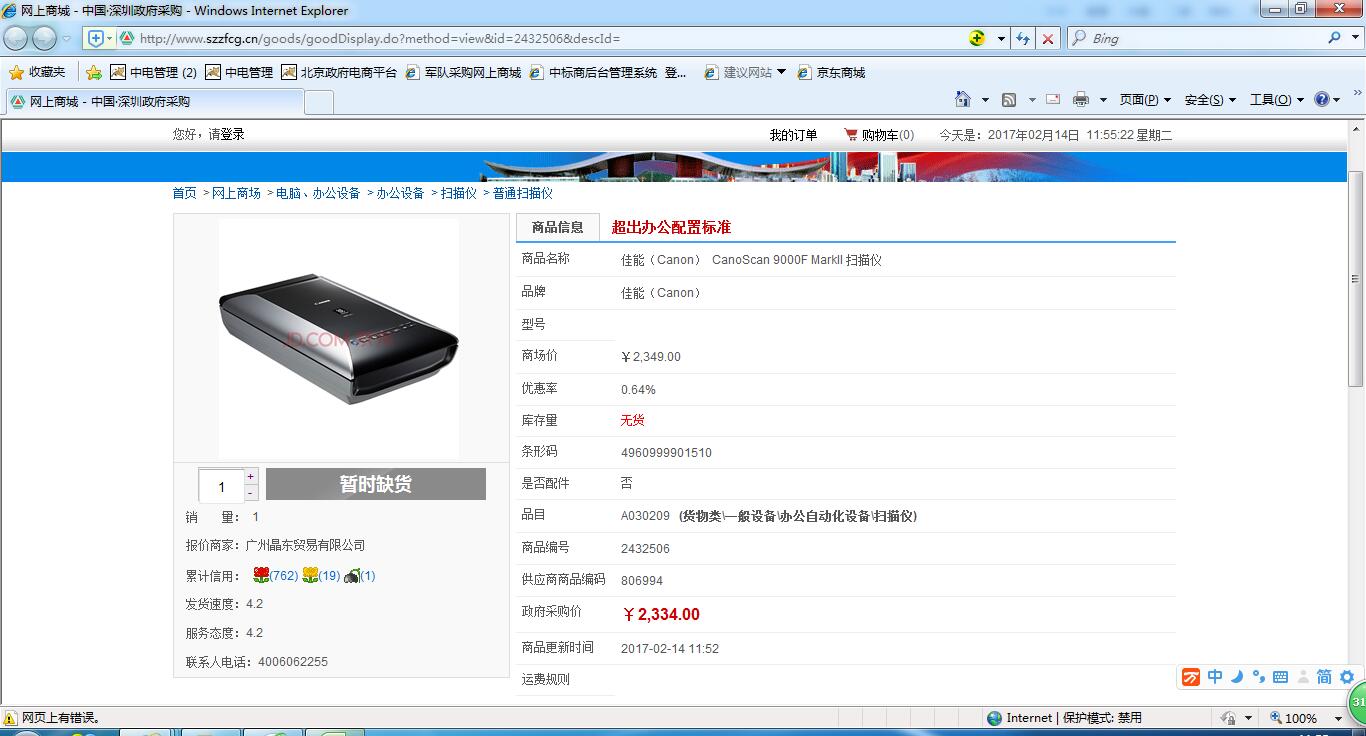 网上商城 - 中国·深圳政府采购 - Windows Internet Explorer
http://www.szzfcg.cn/goods/goodDisplay.do?method=view&id=2432506&descId=
Bing
收藏夹 中电管理 (2) 中电管理 北京政府电商平台 军队采购网上商城 中标商后台管理系统 登... 建议网站 京东商城
网上商城 - 中国·深圳政府采购
页面(P) 安全(S) 工具(O)
您好，请登录 我的订单 购物车(0) 今天是：2017年02月14日 11:55:22 星期二
首页 >网上商场 >电脑、办公设备 >办公设备 >扫描仪 >普通扫描仪
商品信息 超出办公配置标准
商品名称 佳能（Canon） CanoScan 9000F MarkII 扫描仪
品牌 佳能（Canon）
型号
商场价 ￥2,349.00
优惠率 0.64%
库存量 无货
条形码 4960999901510
是否配件 否
品目 A030209 (货物类\一般设备\办公自动化设备\扫描仪)
商品编号 2432506
供应商商品编码 806994
政府采购价 ￥2,334.00
商品更新时间 2017-02-14 11:52
运费规则
Canon
JD.COM
1 + -
暂时缺货
销 量： 1
报价商家：广州晶东贸易有限公司
累计信用： (762) (19) (1)
发货速度：4.2
服务态度：4.2
联系人电话：4006062255
中 简
31
网页上有错误。 Internet | 保护模式: 禁用 100%